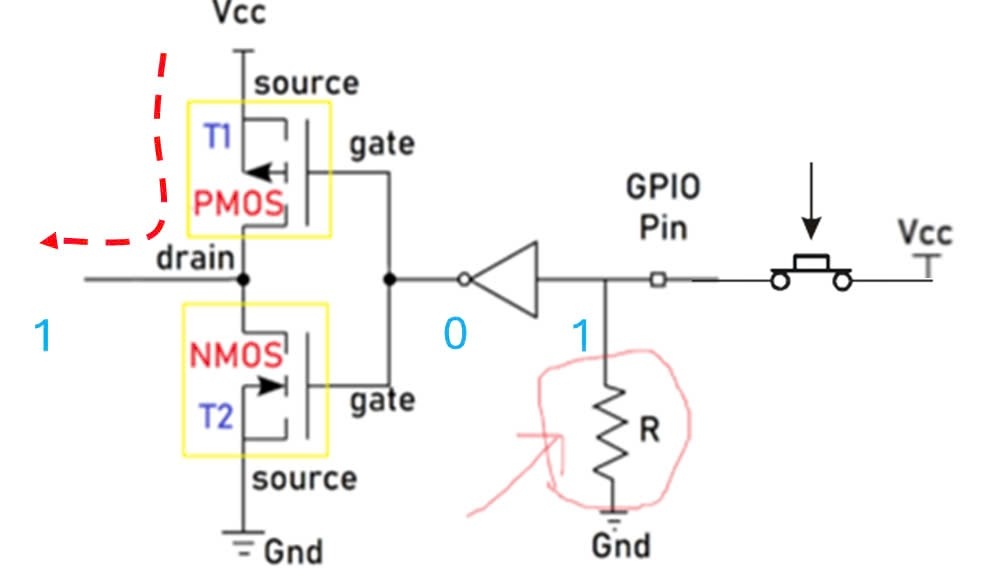 Vcc
source
T1
gate
PMOS
GPIO
Pin
Vcc
drain
1
0
1
NMOS
gate
T2
R
source
Gnd
Gnd